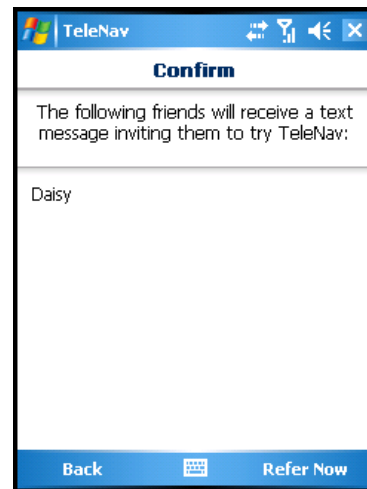 TeleNav
Confirm
The following friends will receive a text
message inviting them to try TeleNav:
Daisy
Back Refer Now